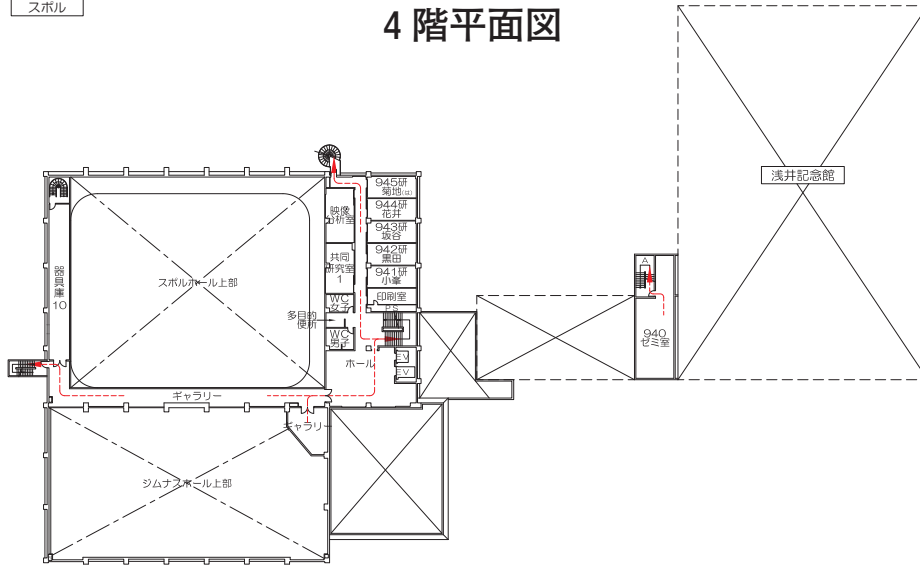 スポル
4 階平面図
浅井記念館
945研
菊地(は)
944研
花井
943研
坂谷
942研
黒田
941研
小峯
印刷室
P S
映像
分析室
共同
研究室
1
WC
女子
多目的
便所
WC
男子
ホール
EV
EV
器具庫10
スポルホール上部
ギャラリー
ギャラリー
ジムナスホール上部
A
940
ゼミ室